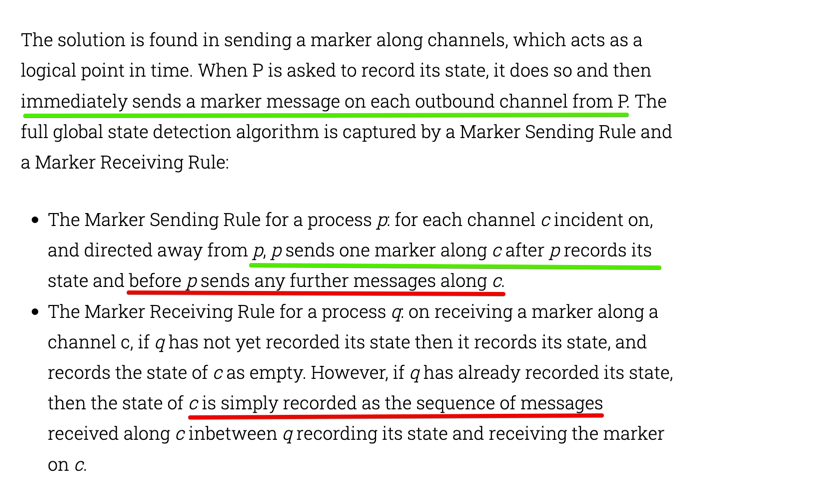 The solution is found in sending a marker along channels, which acts as a
logical point in time. When P is asked to record its state, it does so and then
immediately sends a marker message on each outbound channel from P. The
full global state detection algorithm is captured by a Marker Sending Rule and
a Marker Receiving Rule:
• The Marker Sending Rule for a process p: for each channel c incident on,
and directed away from p, p sends one marker along c after p records its
state and before p sends any further messages along c.
• The Marker Receiving Rule for a process q: on receiving a marker along a
channel c, if q has not yet recorded its state then it records its state, and
records the state of c as empty. However, if q has already recorded its state,
then the state of c is simply recorded as the sequence of messages
received along c inbetween q recording its state and receiving the marker
on c.